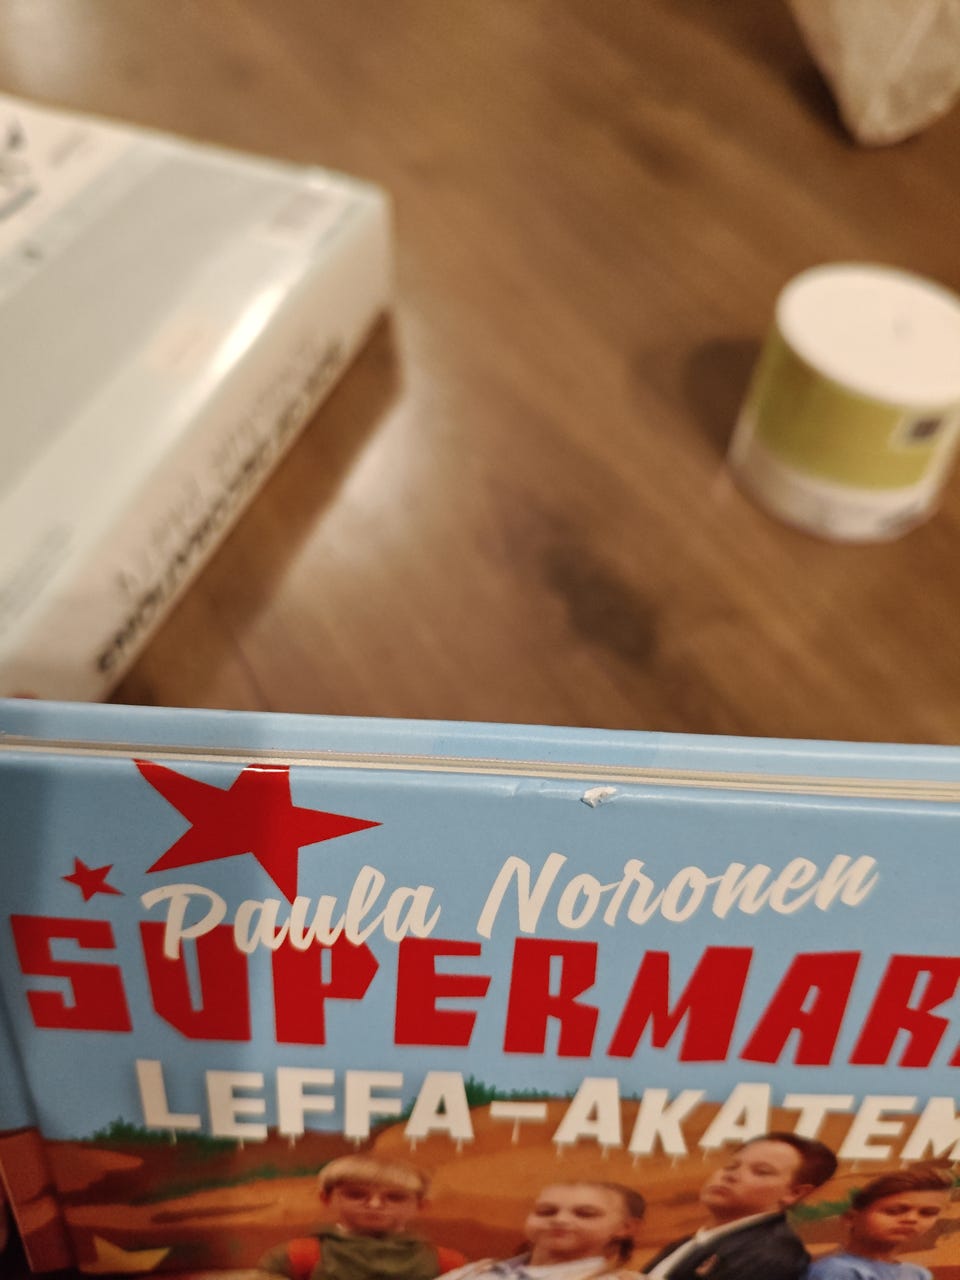 Paula Noronen
SUPERMAR
LEFFA-AKATEM